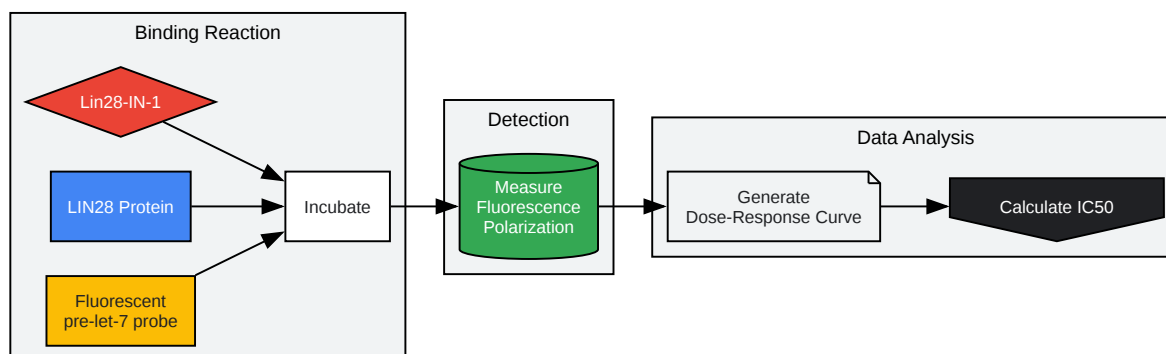 Binding Reaction
Lin28-IN-1
LIN28 Protein
Fluorescent
pre-let-7 probe
Incubate
Detection
Measure
Fluorescence
Polarization
Data Analysis
Generate
Dose-Response Curve
Calculate IC50